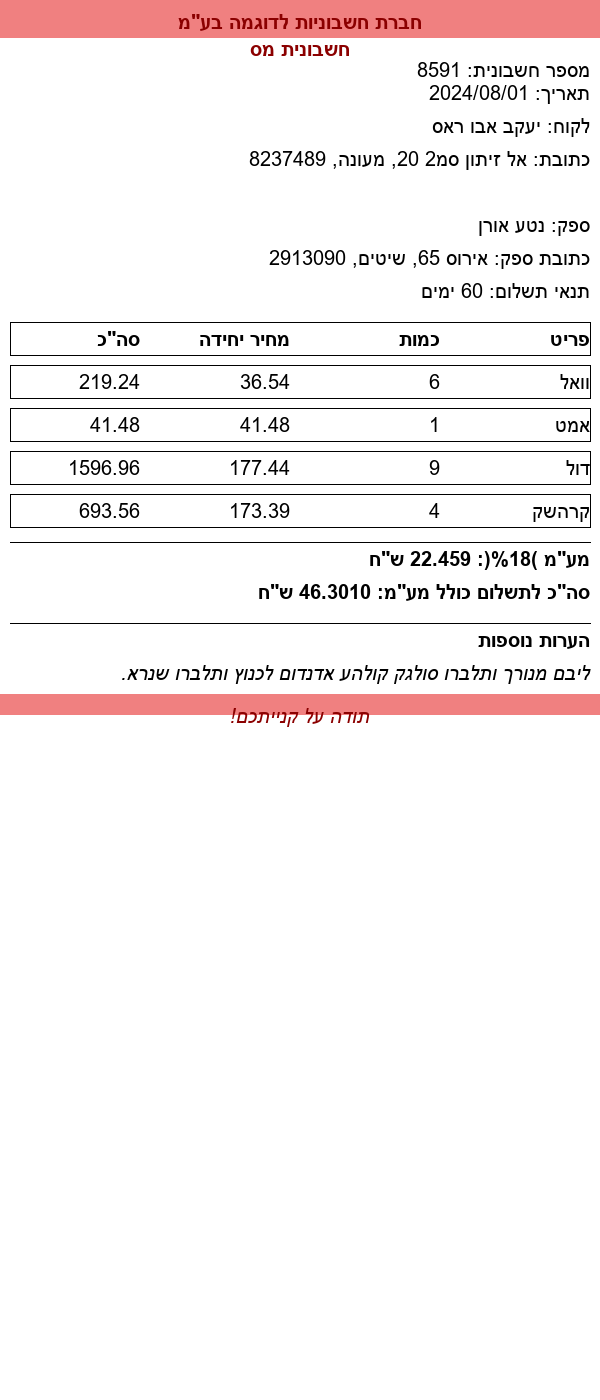 חברת חשבוניות לדוגמה בע"מ
חשבונית מס
מספר חשבונית: 8591
תאריך: 2024/08/01
לקוח: יעקב אבו ראס
כתובת: אל זיתון סמ2 20, מעונה, 8237489
ספק: נטע אורן
כתובת ספק: אירוס 65, שיטים, 2913090
תנאי תשלום: 60 ימים
פריט כמות מחיר יחידה סה"כ
וואל 6 36.54 219.24
אמט 1 41.48 41.48
דול 9 177.44 1596.96
קרהשק 4 173.39 693.56
מע"מ )18%(: 22.459 ש"ח
סה"כ לתשלום כולל מע"מ: 46.3010 ש"ח
הערות נוספות
ליבם מנורך ותלברו סולגק קולהע אדנדום לכנוץ ותלברו שנרא.
תודה על קנייתכם!